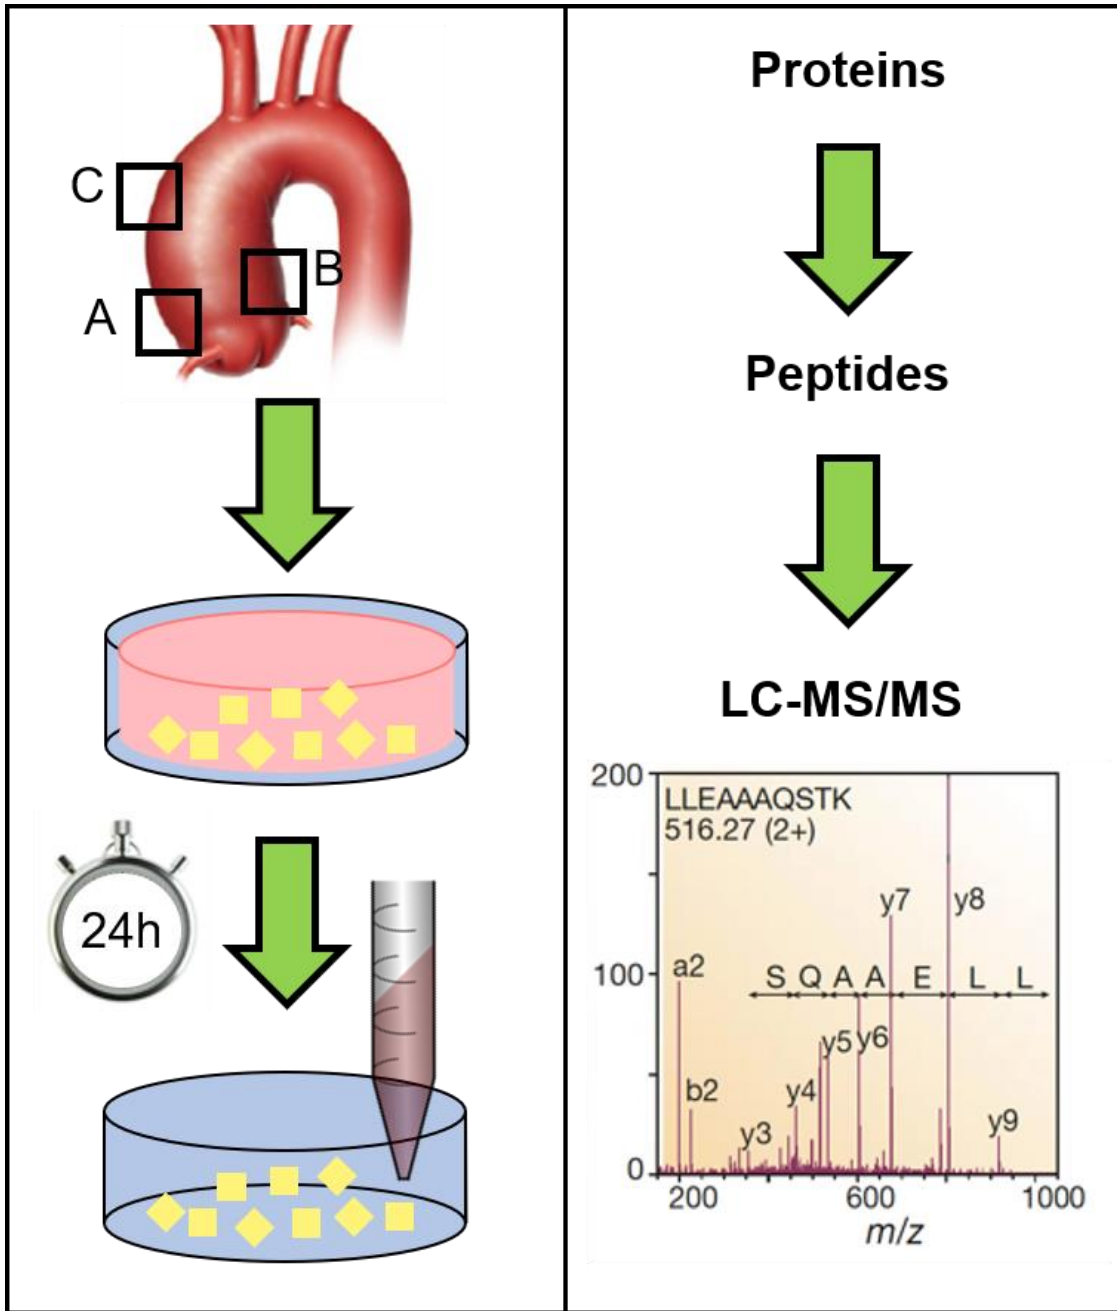 C
B
A
24h
Proteins
Peptides
LC-MS/MS
200
LLEAAAQSTK
516.27 (2+)
y7
y8
a2
100
S Q A A E L L
y5
y6
b2
y4
y3
y9
0
200
600
1000
m/z